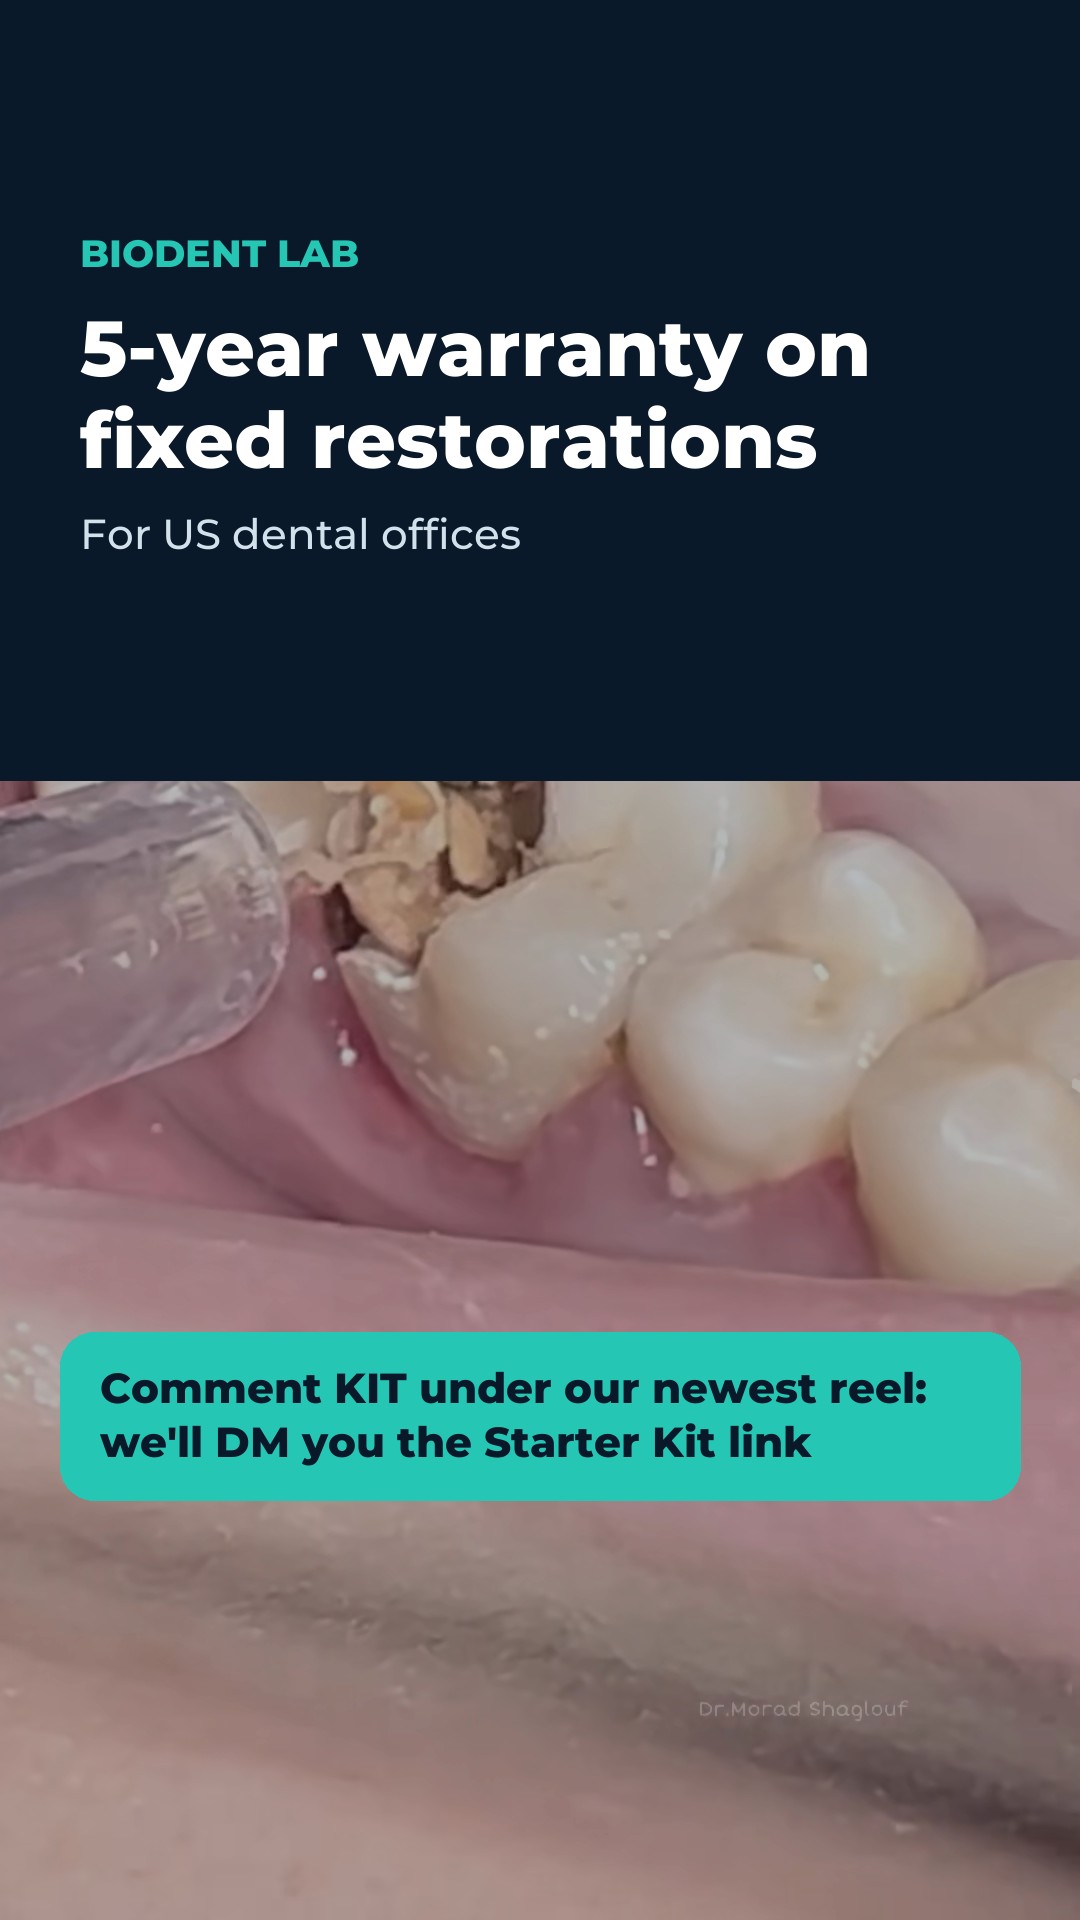 BIODENT LAB
5-year warranty on
fixed restorations
For US dental offices
Comment KIT under our newest reel:
we'll DM you the Starter Kit link
Dr.Morad Shaglouf